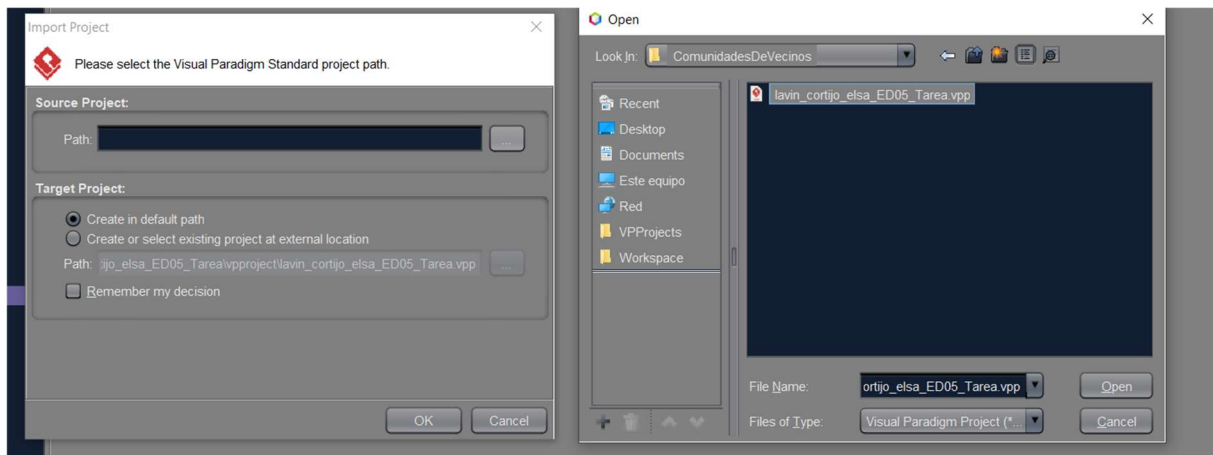 Import Project
Please select the Visual Paradigm Standard project path.
Source Project:
Path:
...
Target Project:
Create in default path
Create or select existing project at external location
Path: :ijo_elsa_ED05_Tarea\vpproject\lavin_cortijo_elsa_ED05_Tarea.vpp
...
Remember my decision
OK Cancel
Open
Look In: ComunidadesDeVecinos
Recent
Desktop
Documents
Este equipo
Red
VPProjects
Workspace
lavin_cortijo_elsa_ED05_Tarea.vpp
File Name: ortijo_elsa_ED05_Tarea.vpp Open
Files of Type: Visual Paradigm Project (*... Cancel